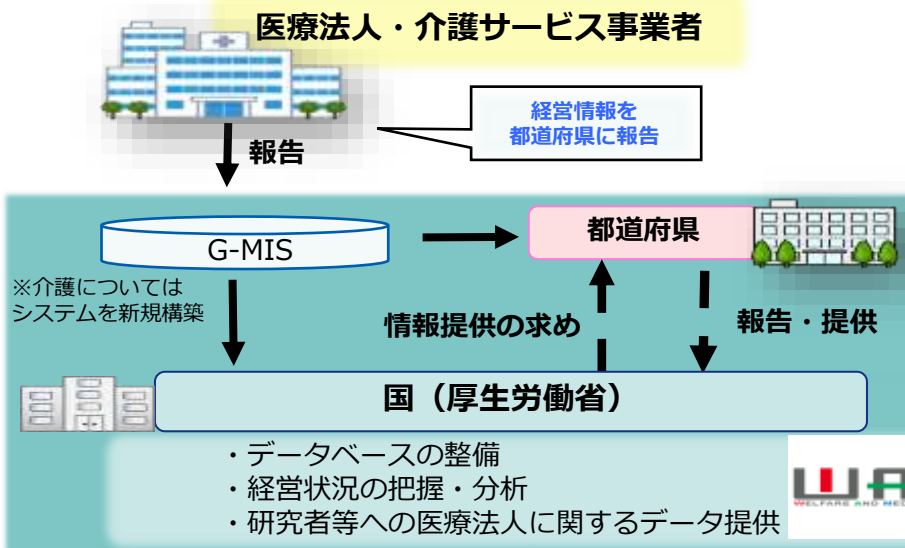 医療法人・介護サービス事業者
経営情報を
都道府県に報告
報告
G-MIS
都道府県
※介護については
システムを新規構築
情報提供の求め
報告・提供
国（厚生労働省）
・データベースの整備
・経営状況の把握・分析
・研究者等への医療法人に関するデータ提供
WA
WELFARE AND MED